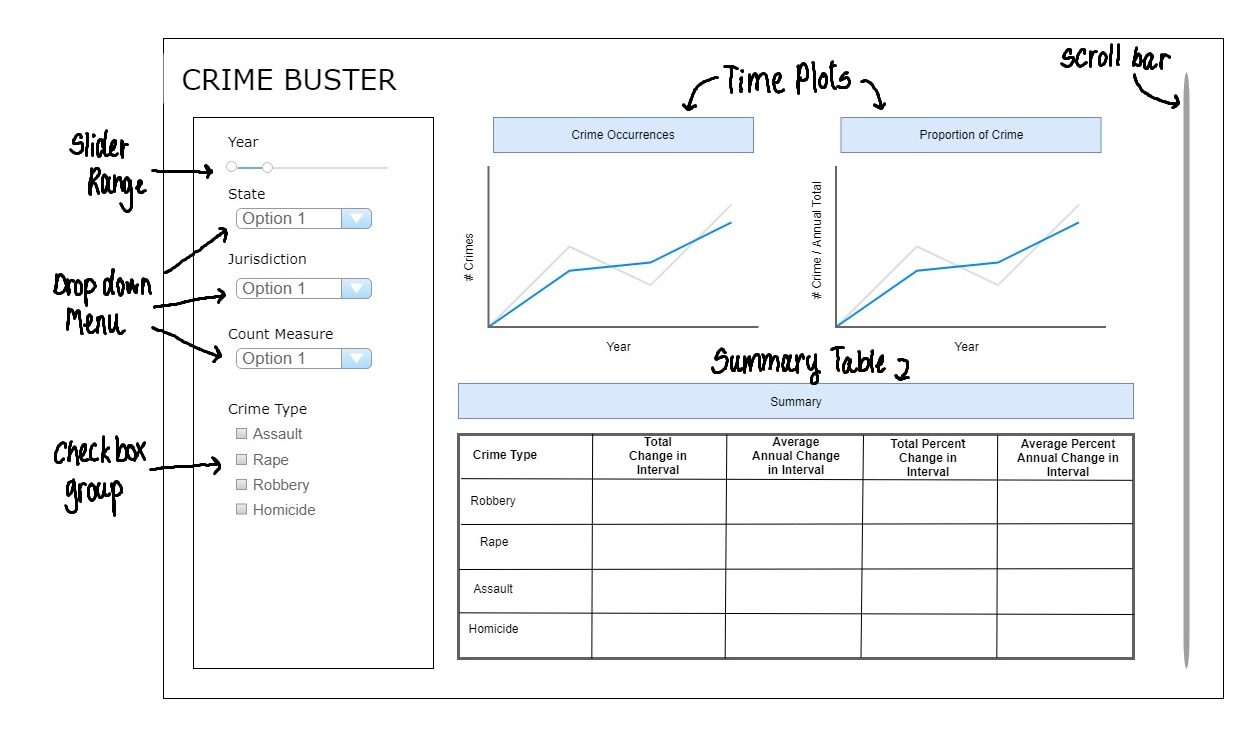 scroll bar
CRIME BUSTER
Time Plots
Slider
Range
Year
State
Option 1
Jurisdiction
Option 1
Drop down
Menu
Count Measure
Option 1
Crime Type
Assault
Rape
Robbery
Homicide
Checkbox
group
Crime Occurrences
# Crimes
Year
Proportion of Crime
# Crime / Annual Total
Year
Summary Table
Summary
Crime Type
Total
Change in
Interval
Average
Annual Change
in Interval
Total Percent
Change in
Interval
Average Percent
Annual Change in
Interval
Robbery
Rape
Assault
Homicide